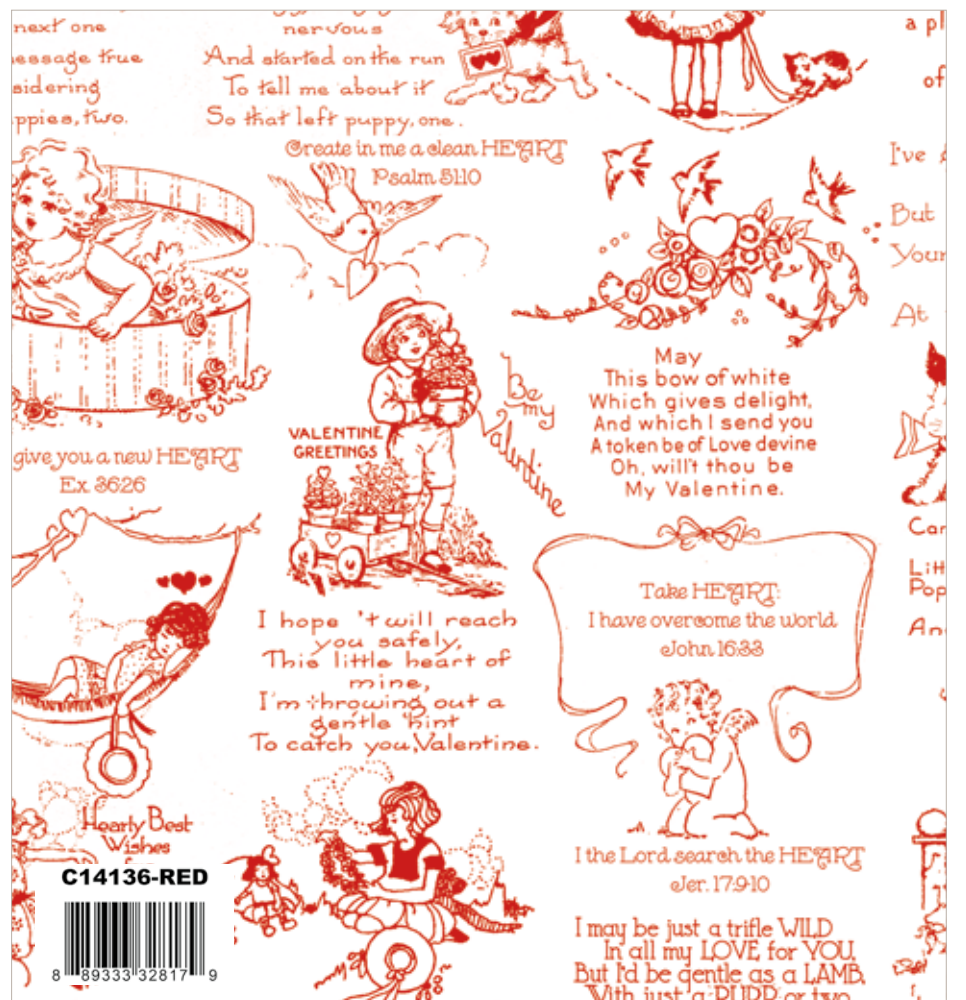 next one
message true
sidering
ppies, two.
nervous
And started on the run
To tell me about it
So that left puppy, one.
a pl
of
Create in me a clean HEART
Psalm 51:10
I've
But
Your
At
May
This bow of white
Which gives delight,
And which I send you
A token be of Love devine
Oh, will't thou be
My Valentine.
Be
my
Valentine
VALENTINE
GREETINGS
give you a new HEART
Ex. 36:26
Car
Litt
Pop
An
Take HEART:
I have overcome the world
John 16:33
I hope 't will reach
you safely,
This little heart of
mine,
I'm throwing out a
gentle hint
To catch you, Valentine.
Hearly Best
Wishes
I the Lord search the HEART
Jer. 17:9-10
I may be just a trifle WILD
In all my LOVE for YOU,
But I'd be gentle as a LAMB,
With just a PURR or two
C14136-RED
8 89333 32817 9